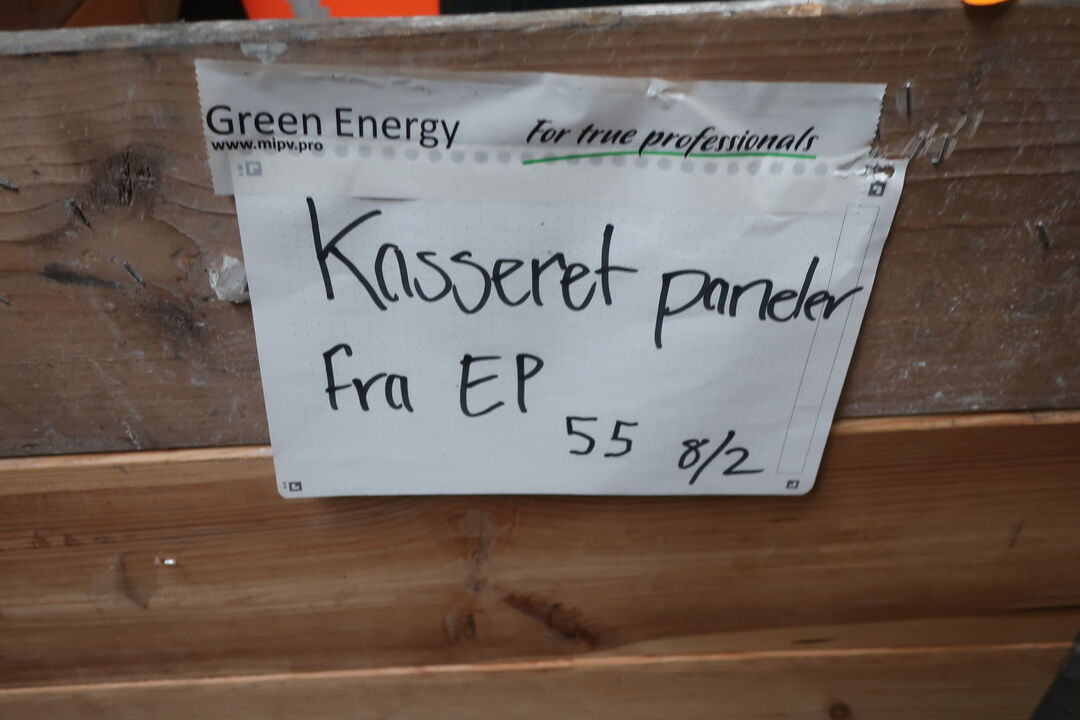 Green Energy For true professionals
www.mipv.pro
Kasseret paneler
fra EP
55 8/2